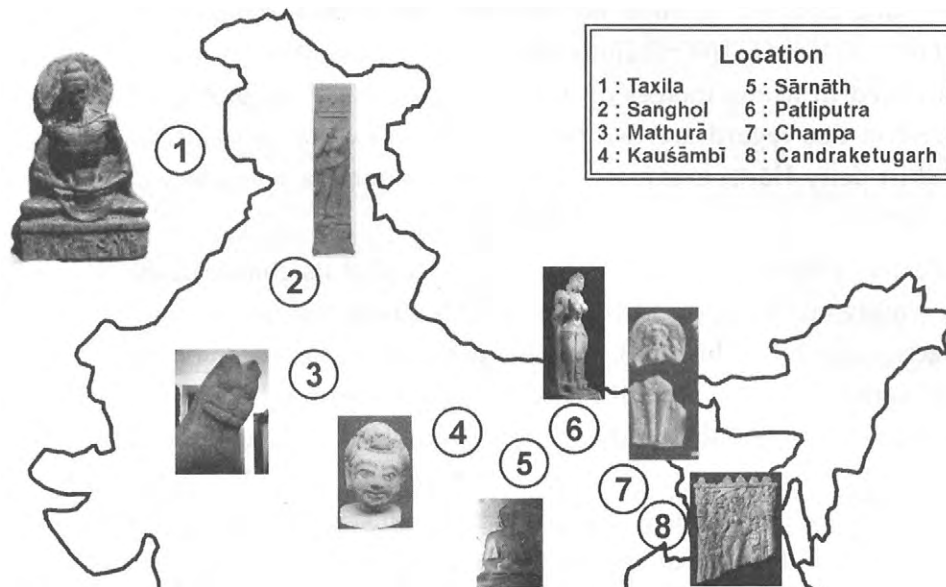 Location
1 : Taxila 5 : Sārnāth
2 : Sanghol 6 : Patliputra
3 : Mathurā 7 : Champa
4 : Kauśāmbī 8 : Candraketugaṛh
1
2
3
4
5
6
7
8